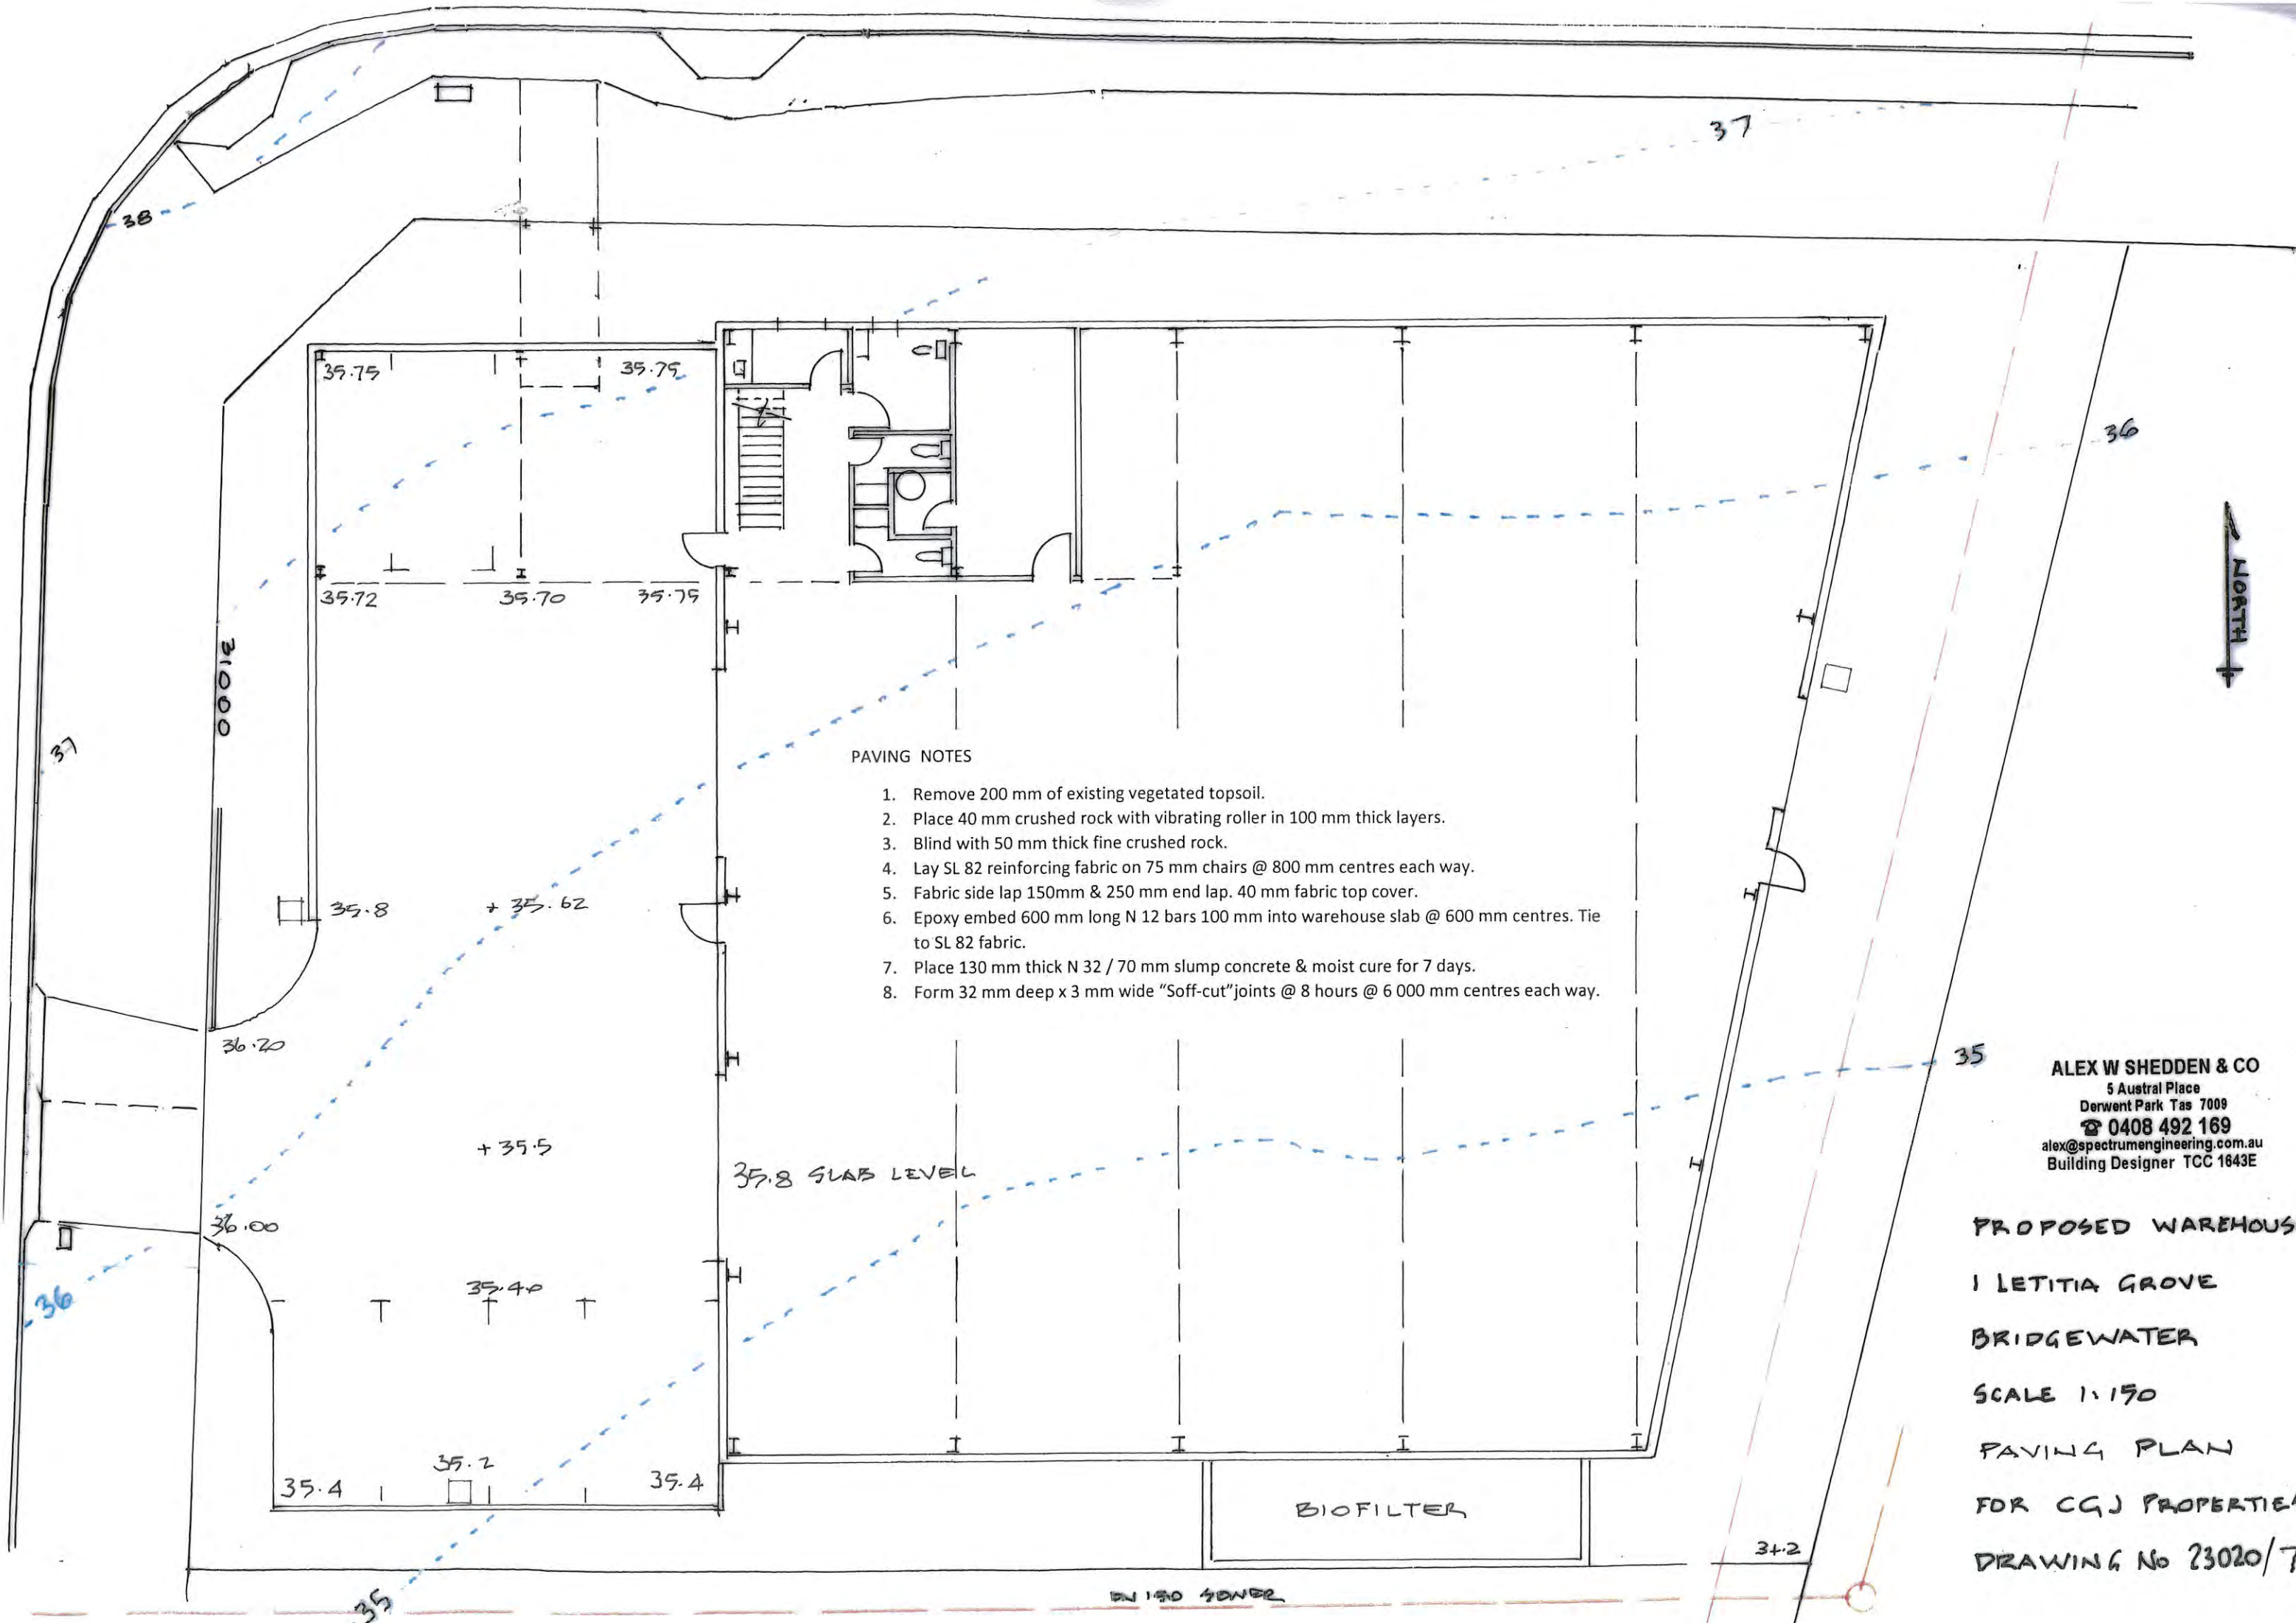 37
38
35.75
35.75
36
35.72
35.70
35.75
NORTH
31000
37
PAVING NOTES
1. Remove 200 mm of existing vegetated topsoil.
2. Place 40 mm crushed rock with vibrating roller in 100 mm thick layers.
3. Blind with 50 mm thick fine crushed rock.
4. Lay SL 82 reinforcing fabric on 75 mm chairs @ 800 mm centres each way.
5. Fabric side lap 150mm & 250 mm end lap. 40 mm fabric top cover.
6. Epoxy embed 600 mm long N 12 bars 100 mm into warehouse slab @ 600 mm centres. Tie
to SL 82 fabric.
7. Place 130 mm thick N 32 / 70 mm slump concrete & moist cure for 7 days.
8. Form 32 mm deep x 3 mm wide “Soff-cut”joints @ 8 hours @ 6 000 mm centres each way.
35.8
+ 35.62
36.20
35
+ 35.5
35.8 SLAB LEVEL
36.00
36
35.40
35.2
35.4
35.4
BIOFILTER
34.2
DN 150 SEWER
35
ALEX W SHEDDEN & CO
5 Austral Place
Derwent Park Tas 7009
☎ 0408 492 169
alex@spectrumengineering.com.au
Building Designer TCC 1643E
PROPOSED WAREHOUS
1 LETITIA GROVE
BRIDGEWATER
SCALE 1:150
PAVING PLAN
FOR CGJ PROPERTIE
DRAWING No 23020/7